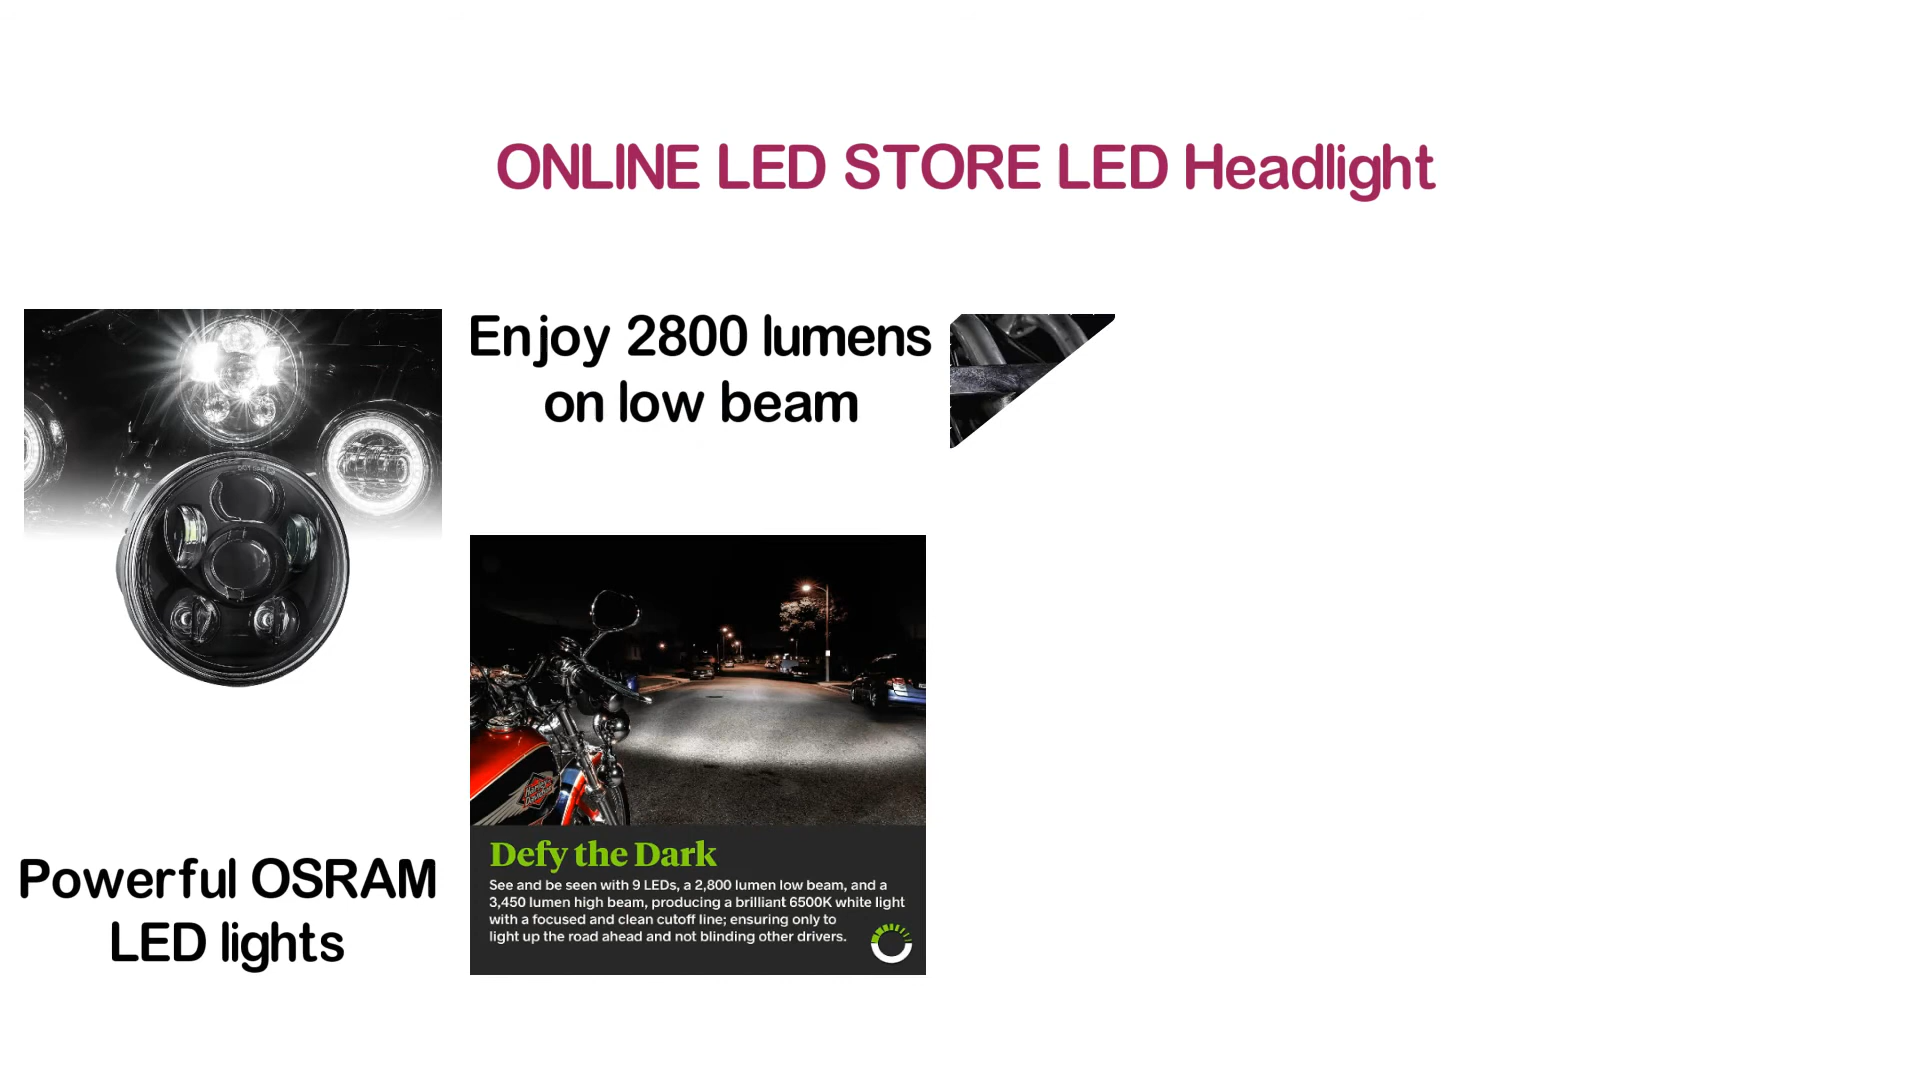 ONLINE LED STORE LED Headlight
Enjoy 2800 lumens
on low beam
Powerful OSRAM
LED lights
Harley
Davidson
Defy the Dark
See and be seen with 9 LEDs, a 2,800 lumen low beam, and a
3,450 lumen high beam, producing a brilliant 6500K white light
with a focused and clean cutoff line; ensuring only to
light up the road ahead and not blinding other drivers.